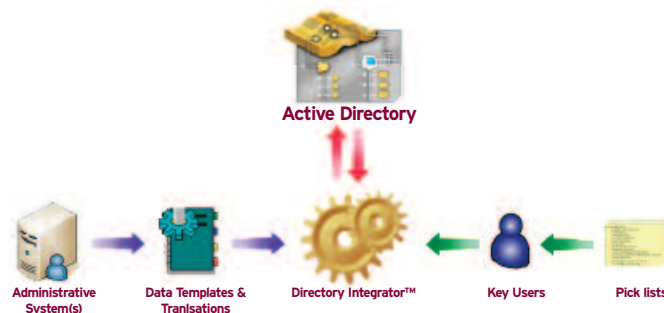 Active Directory
Administrative
System(s)
Data Templates &
Tranlsations
Directory Integrator™
Key Users
Pick lists